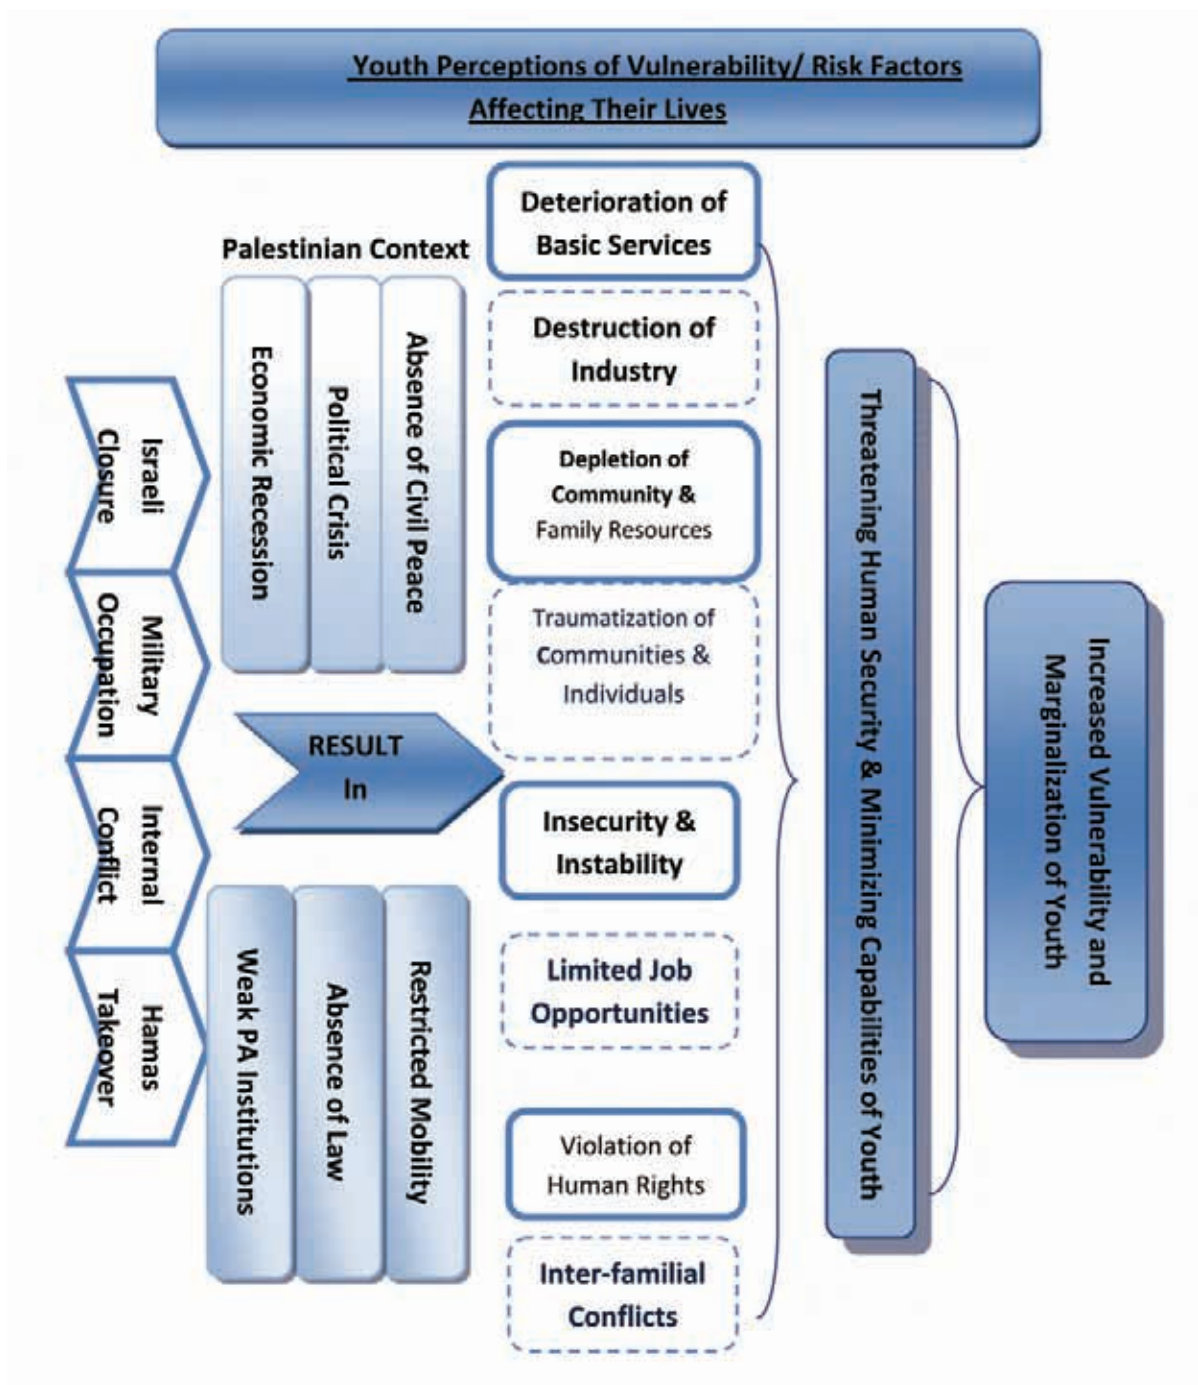 Youth Perceptions of Vulnerability/ Risk Factors
Affecting Their Lives
Israeli
Closure
Military
Occupation
Internal
Conflict
Hamas
Takeover
Palestinian Context
Economic Recession
Political Crisis
Absence of Civil Peace
RESULT
In
Weak PA Institutions
Absence of Law
Restricted Mobility
Deterioration of
Basic Services
Destruction of
Industry
Depletion of
Community &
Family Resources
Traumatization of
Communities &
Individuals
Insecurity &
Instability
Limited Job
Opportunities
Violation of
Human Rights
Inter-familial
Conflicts
Threatening Human Security & Minimizing Capabilities of Youth
Increased Vulnerability and
Marginalization of Youth